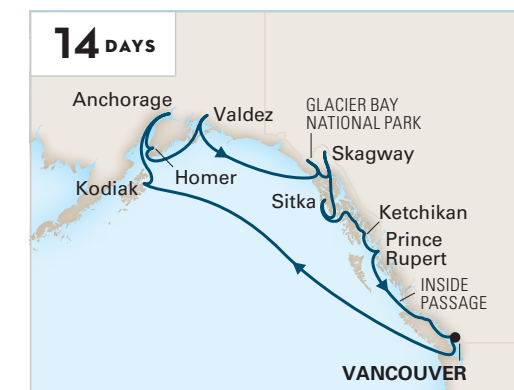 14 DAYS
Anchorage
Valdez
GLACIER BAY
NATIONAL PARK
Skagway
Homer
Kodiak
Sitka
Ketchikan
Prince
Rupert
INSIDE
PASSAGE
VANCOUVER